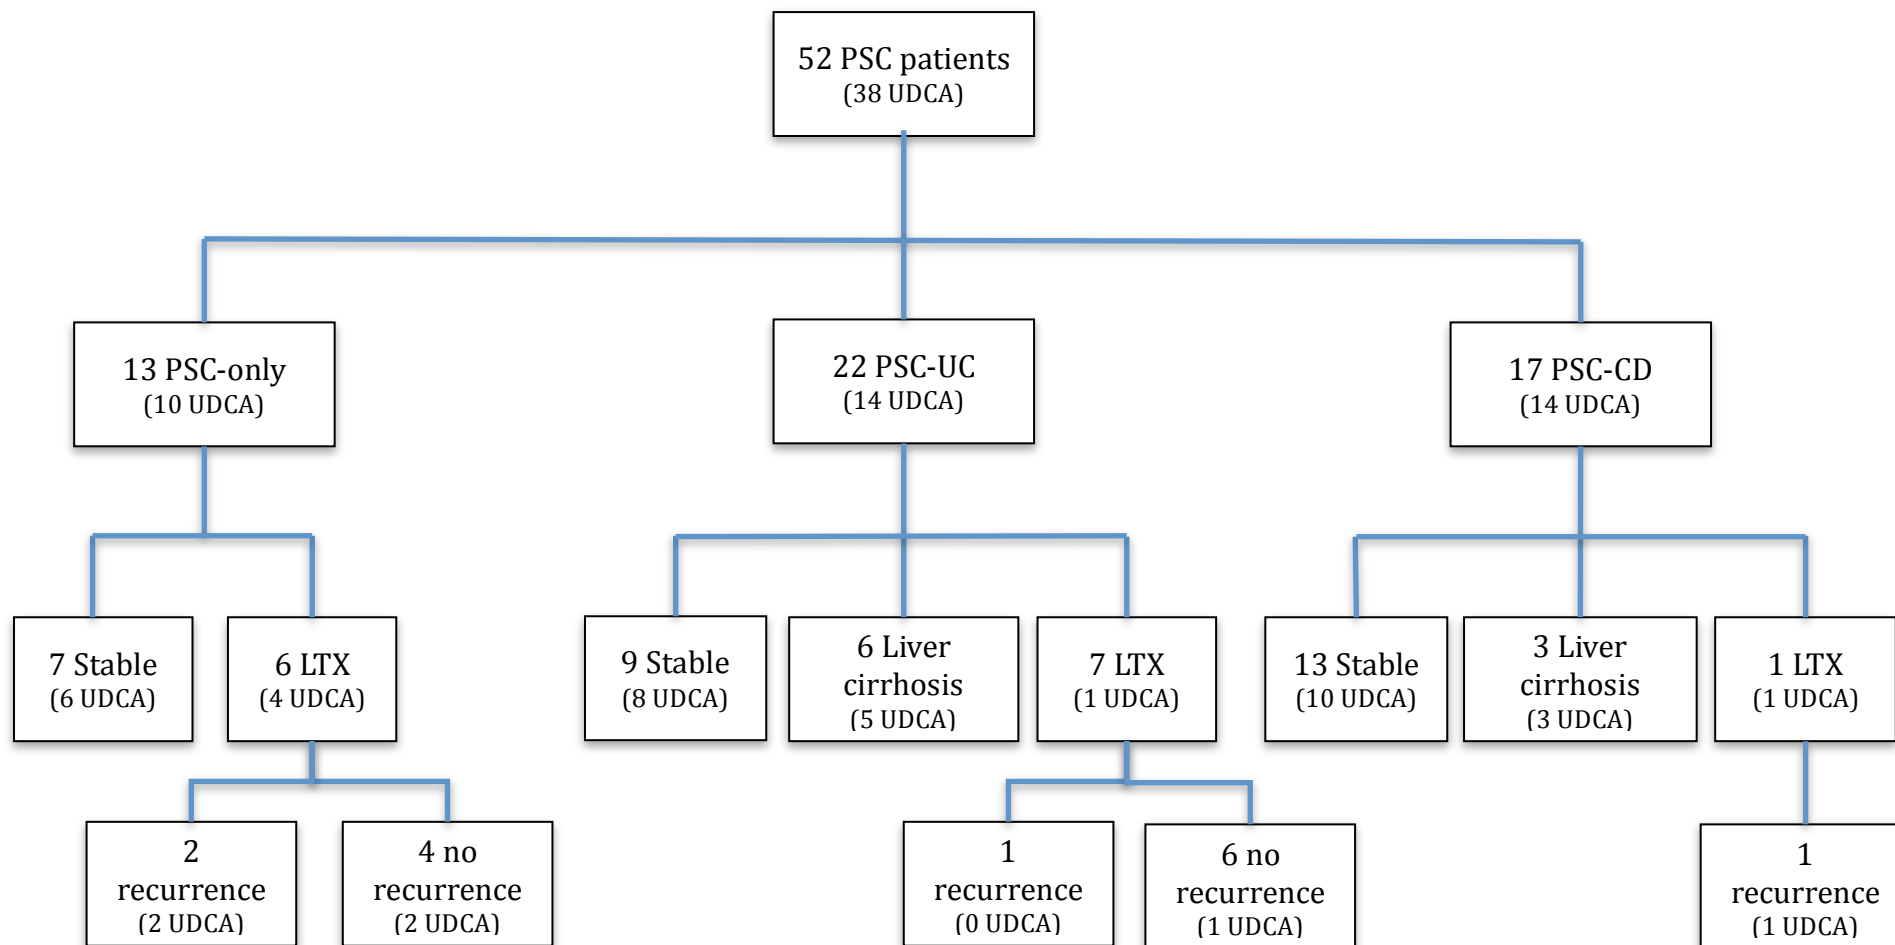 52 PSC patients
(38 UDCA)
13 PSC-only
(10 UDCA)
22 PSC-UC
(14 UDCA)
17 PSC-CD
(14 UDCA)
7 Stable
(6 UDCA)
6 LTX
(4 UDCA)
9 Stable
(8 UDCA)
6 Liver
cirrhosis
(5 UDCA)
7 LTX
(1 UDCA)
13 Stable
(10 UDCA)
3 Liver
cirrhosis
(3 UDCA)
1 LTX
(1 UDCA)
2
recurrence
(2 UDCA)
4 no
recurrence
(2 UDCA)
1
recurrence
(0 UDCA)
6 no
recurrence
(1 UDCA)
1
recurrence
(1 UDCA)